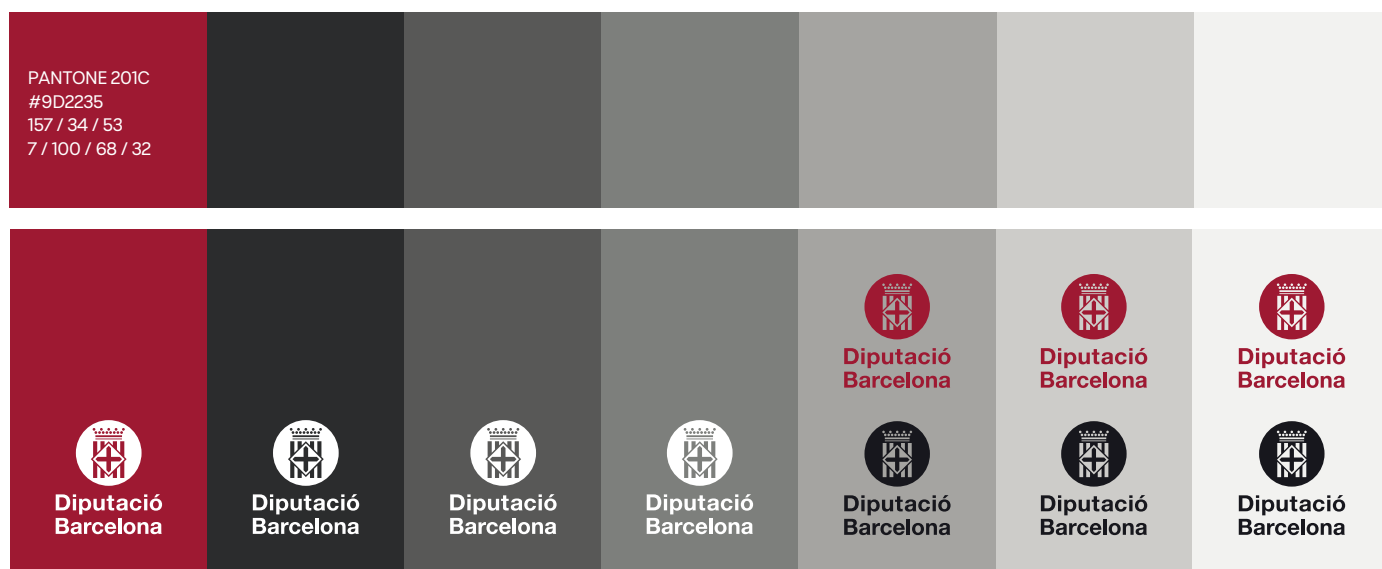 PANTONE 201C
#9D2235
157 / 34 / 53
7 / 100 / 68 / 32
Diputació
Barcelona
Diputació
Barcelona
Diputació
Barcelona
Diputació
Barcelona
Diputació
Barcelona
Diputació
Barcelona
Diputació
Barcelona
Diputació
Barcelona
Diputació
Barcelona
Diputació
Barcelona